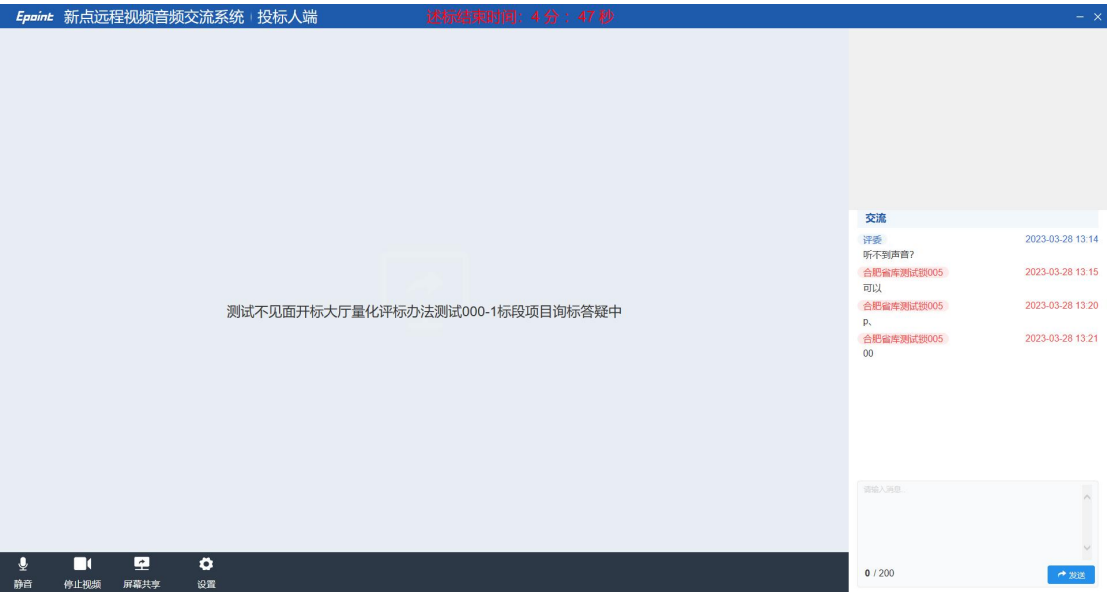 Epoint 新点远程视频音频交流系统 | 投标人端
述标结束时间：4 分：47 秒
测试不见面开标大厅量化评标办法测试000-1标段项目询标答疑中
交流
评委 2023-03-28 13:14
听不到声音?
合肥省库测试锁005 2023-03-28 13:15
可以
合肥省库测试锁005 2023-03-28 13:20
p、
合肥省库测试锁005 2023-03-28 13:21
00
请输入消息...
0 / 200
发送
静音 停止视频 屏幕共享 设置